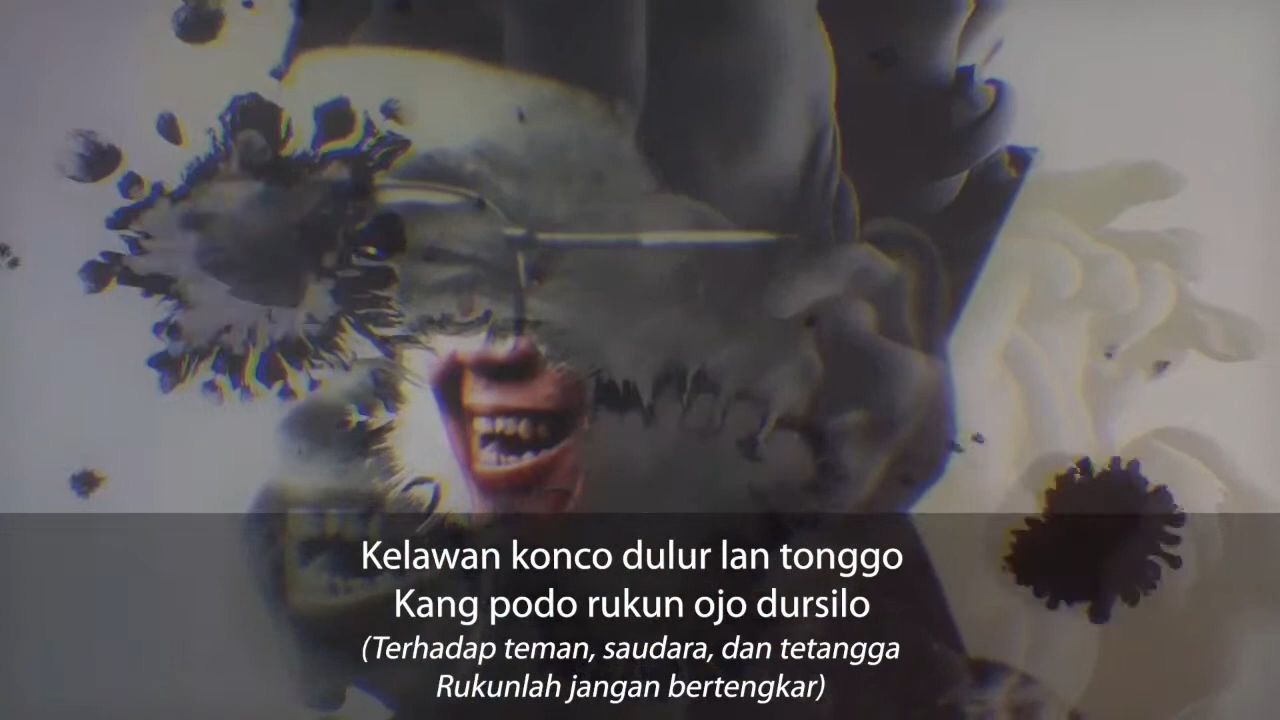 Kelawan konco dulur lan tonggo
Kang podo rukun ojo dursilo
(Terhadap teman, saudara, dan tetangga
Rukunlah jangan bertengkar)